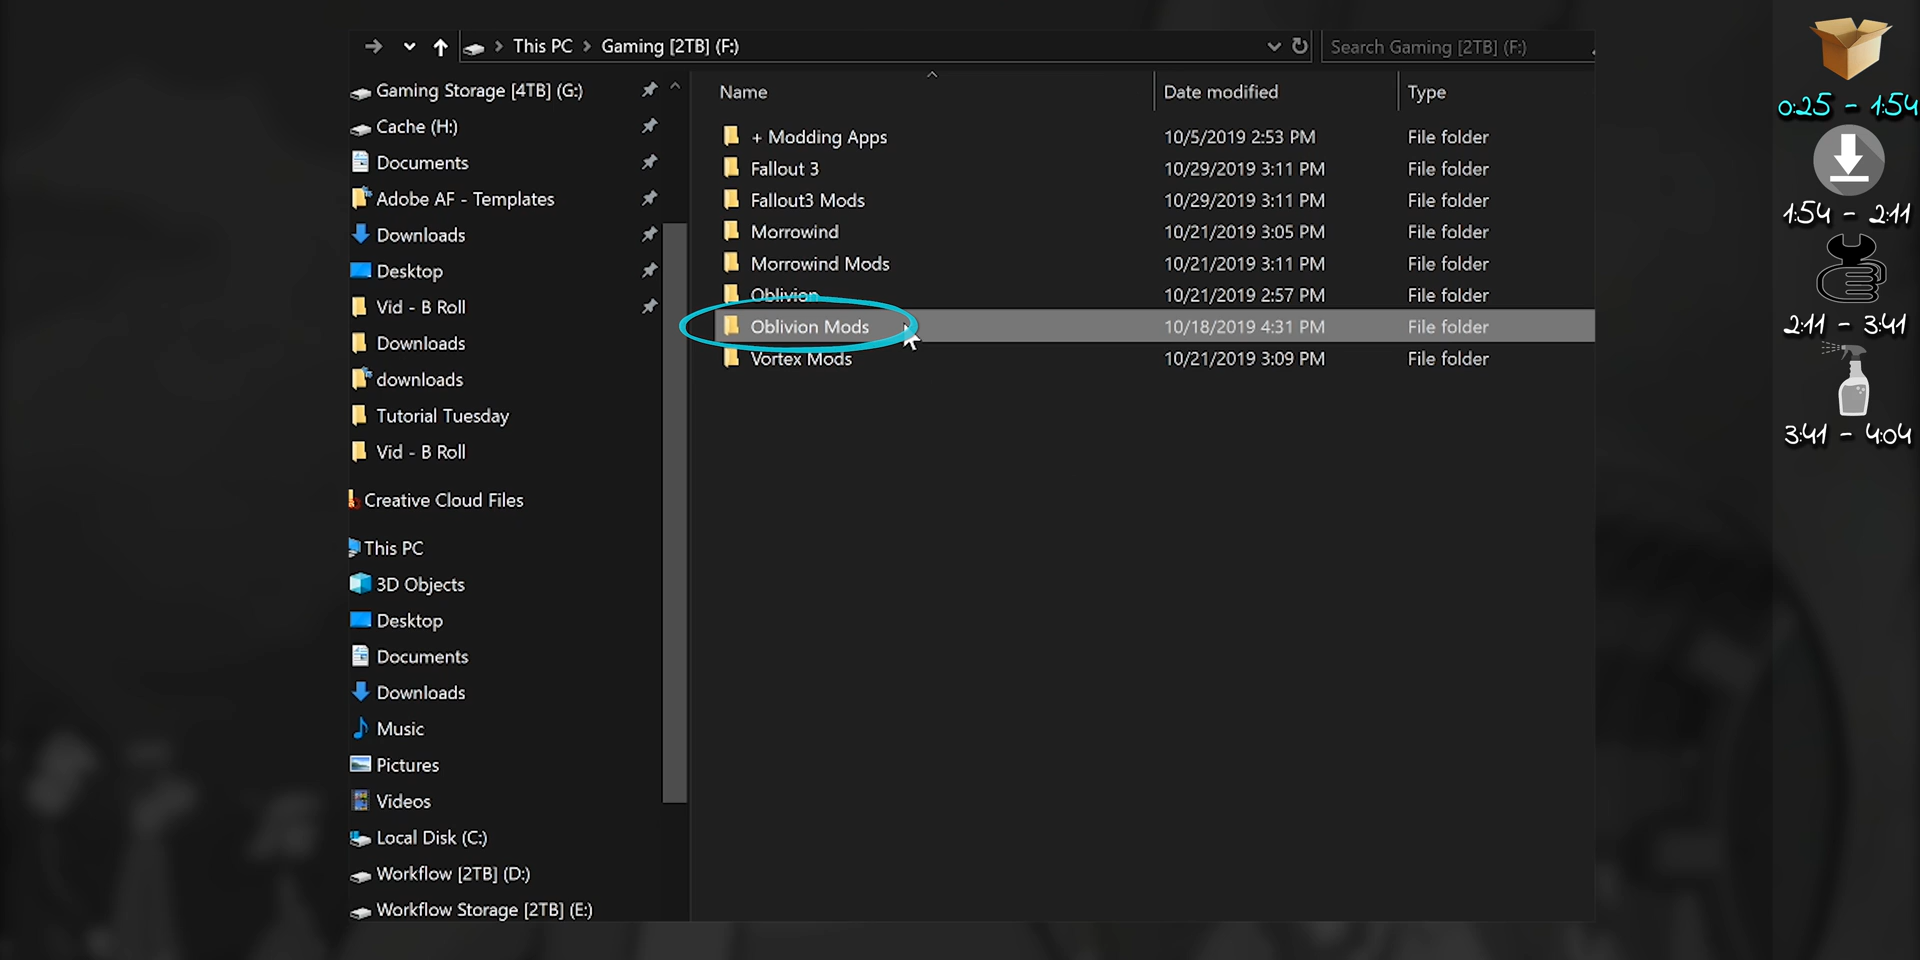 This PC > Gaming [2TB] (F:)
Search Gaming [2TB] (F:)
Gaming Storage [4TB] (G:)
Cache (H:)
Documents
Adobe AF - Templates
Downloads
Desktop
Vid - B Roll
Downloads
downloads
Tutorial Tuesday
Vid - B Roll
Creative Cloud Files
This PC
3D Objects
Desktop
Documents
Downloads
Music
Pictures
Videos
Local Disk (C:)
Workflow [2TB] (D:)
Workflow Storage [2TB] (E:)
Name Date modified Type
+ Modding Apps 10/5/2019 2:53 PM File folder
Fallout 3 10/29/2019 3:11 PM File folder
Fallout3 Mods 10/29/2019 3:11 PM File folder
Morrowind 10/21/2019 3:05 PM File folder
Morrowind Mods 10/21/2019 3:11 PM File folder
Oblivion 10/21/2019 2:57 PM File folder
Oblivion Mods 10/18/2019 4:31 PM File folder
Vortex Mods 10/21/2019 3:09 PM File folder
0:25 - 1:54
1:54 - 2:11
2:11 - 3:41
3:41 - 4:04